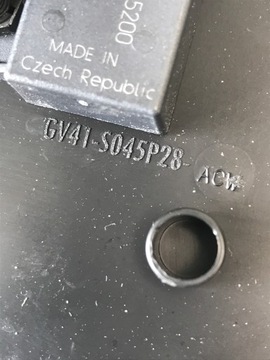 5200
MADE IN
Czech Republic
GV41-S045P28-
ACW